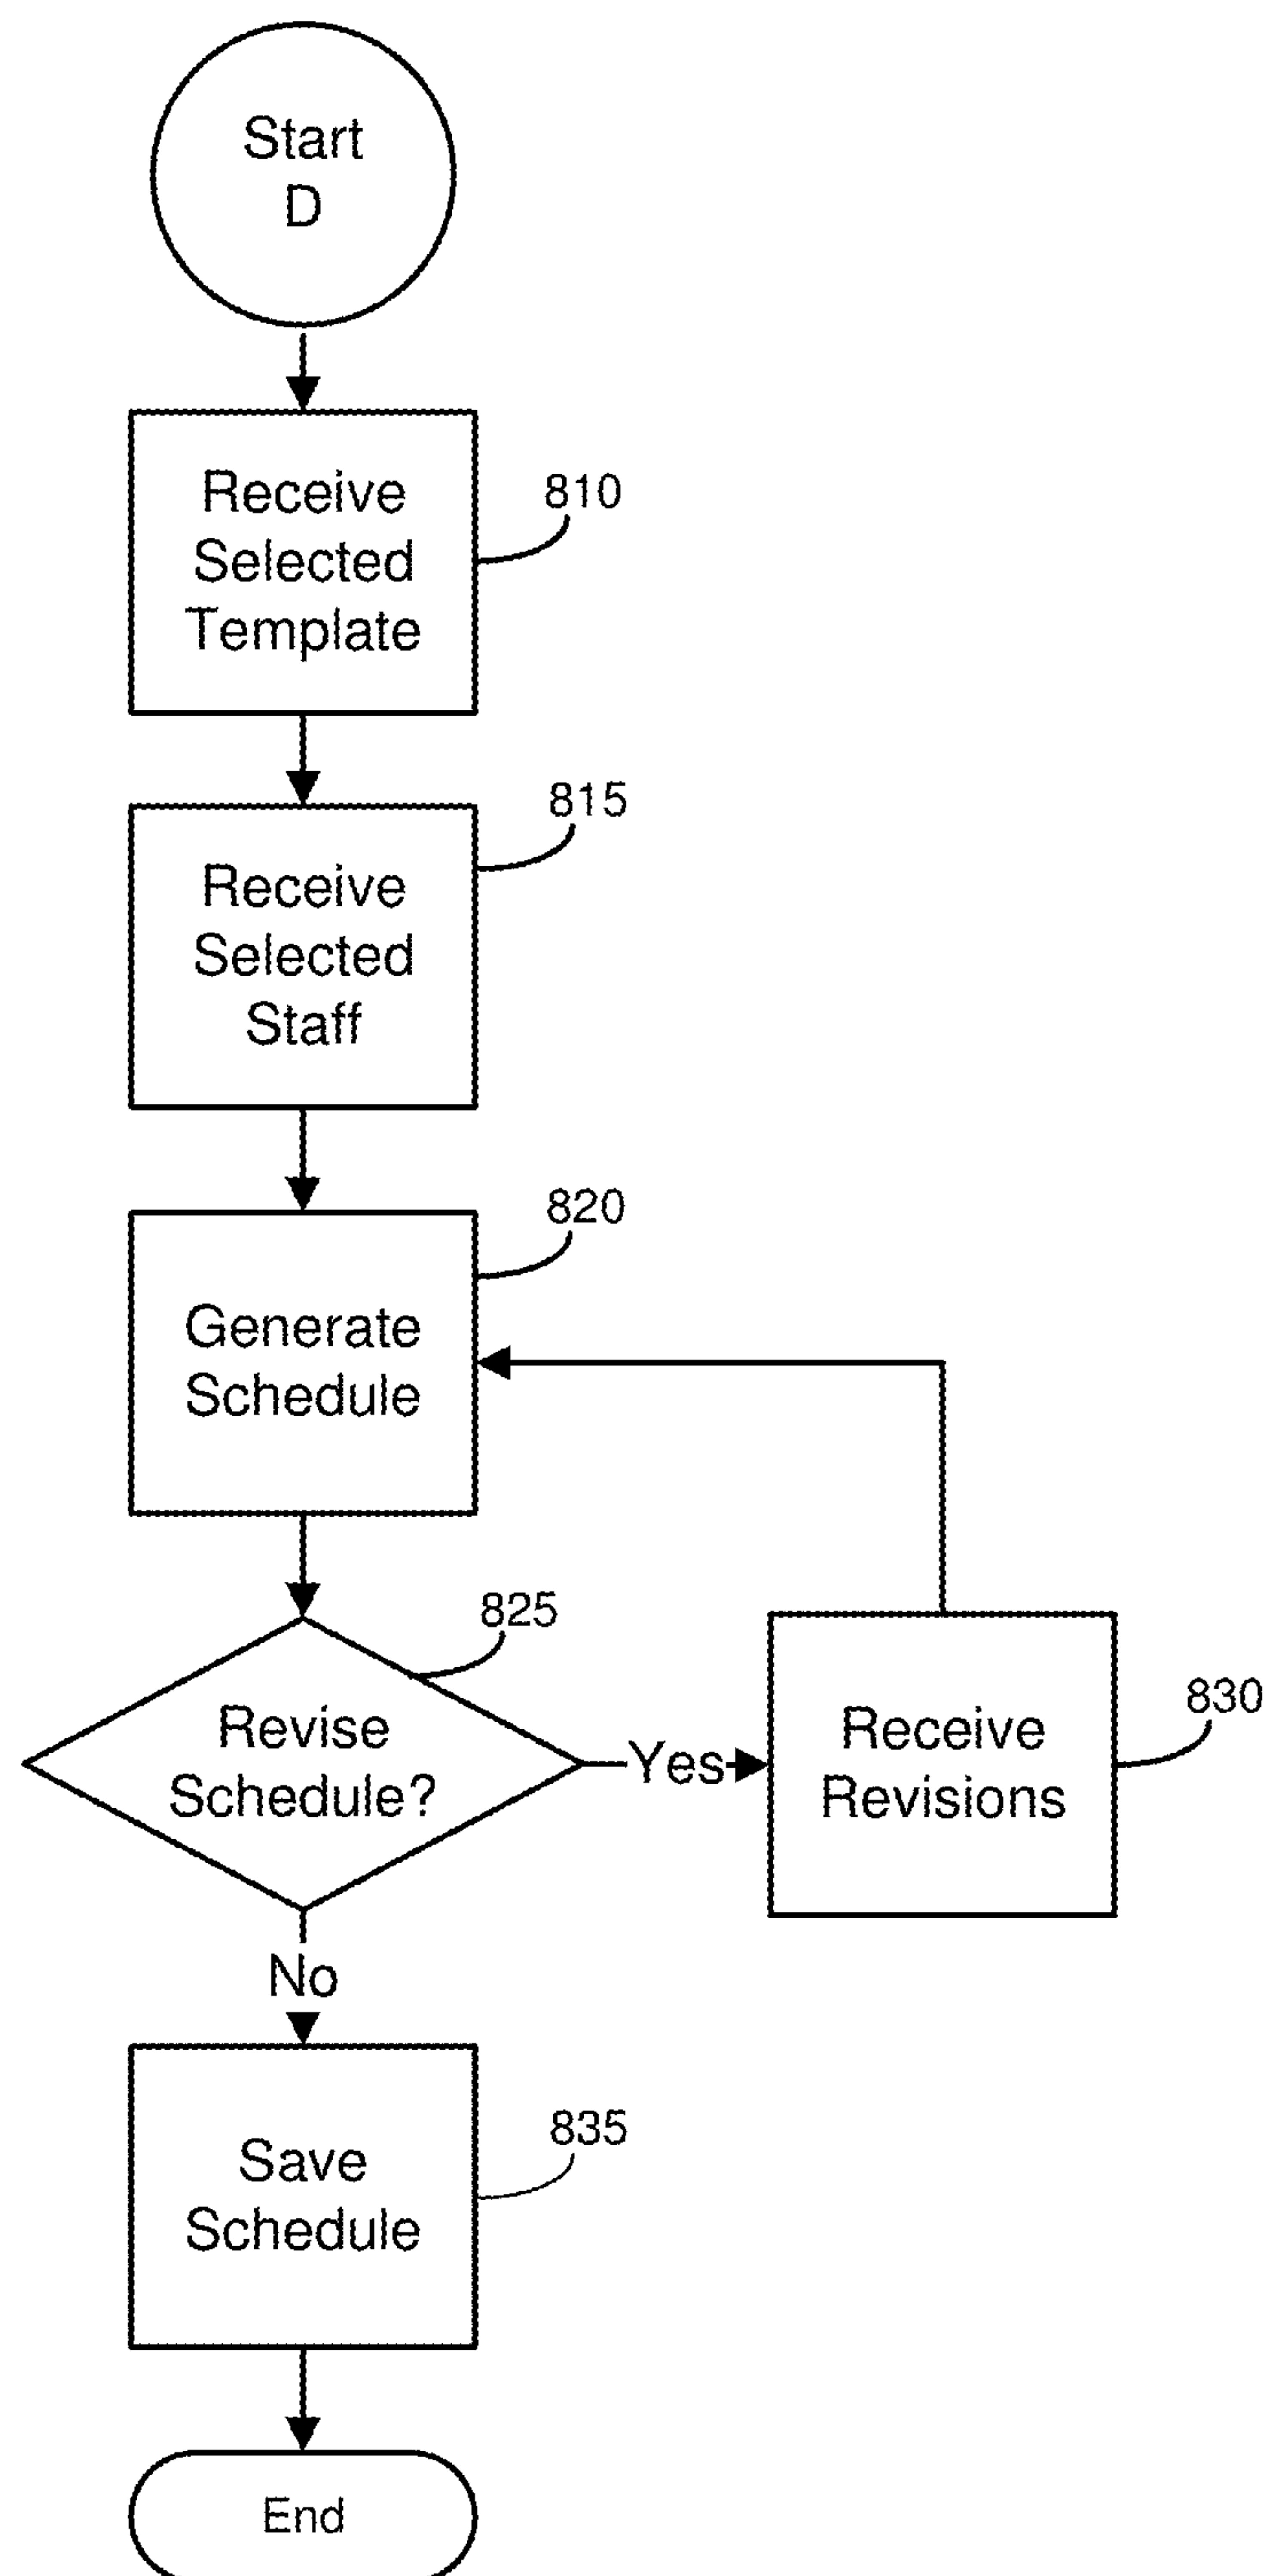 Start
D
Receive
Selected
Template
810
Receive
Selected
Staff
815
Generate
Schedule
820
Revise
Schedule?
825
Yes
Receive
Revisions
830
No
Save
Schedule
835
End